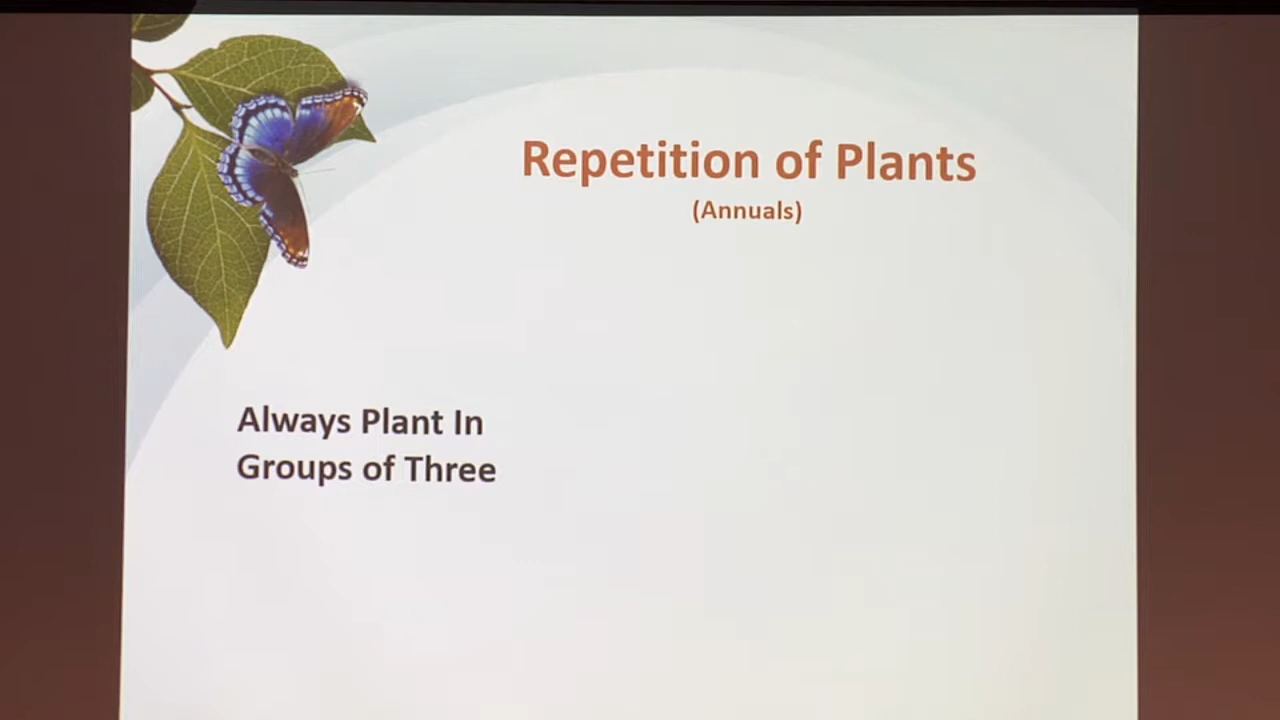 Repetition of Plants
(Annuals)
Always Plant In
Groups of Three